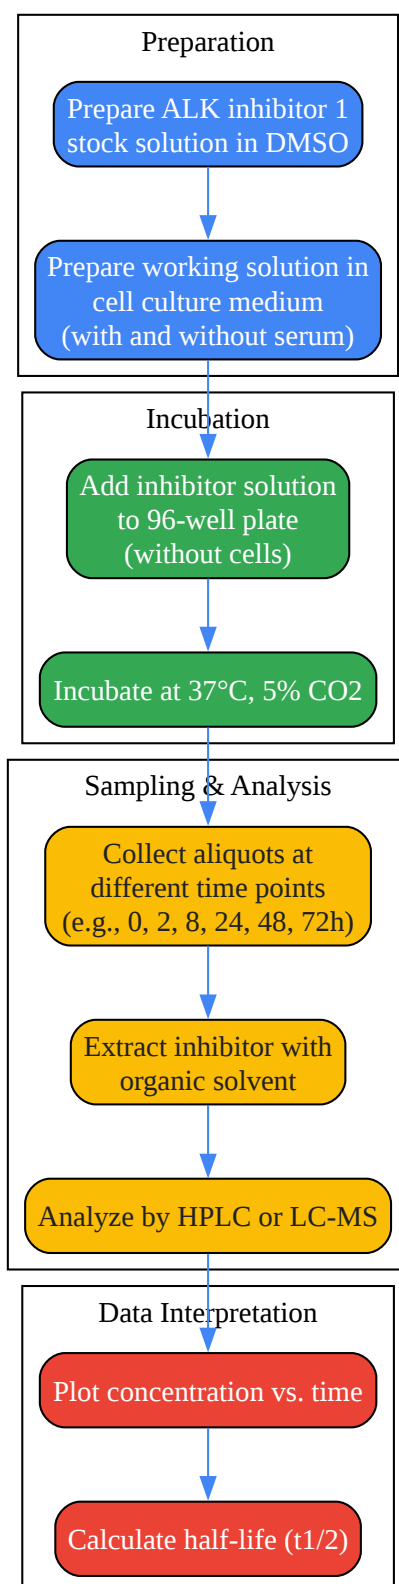 Preparation
Prepare ALK inhibitor 1
stock solution in DMSO
Prepare working solution in
cell culture medium
(with and without serum)
Incubation
Add inhibitor solution
to 96-well plate
(without cells)
Incubate at 37°C, 5% CO2
Sampling & Analysis
Collect aliquots at
different time points
(e.g., 0, 2, 8, 24, 48, 72h)
Extract inhibitor with
organic solvent
Analyze by HPLC or LC-MS
Data Interpretation
Plot concentration vs. time
Calculate half-life (t1/2)